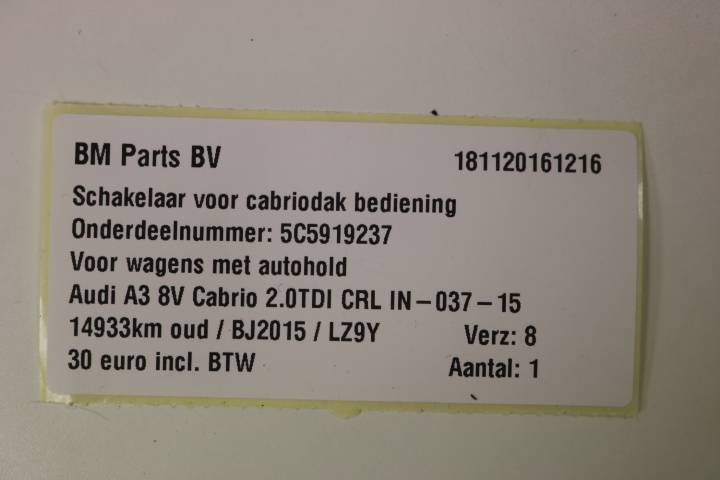 BM Parts BV 181120161216
Schakelaar voor cabriodak bediening
Onderdeelnummer: 5C5919237
Voor wagens met autohold
Audi A3 8V Cabrio 2.0TDI CRL IN-037-15
14933km oud / BJ2015 / LZ9Y Verz: 8
30 euro incl. BTW Aantal: 1